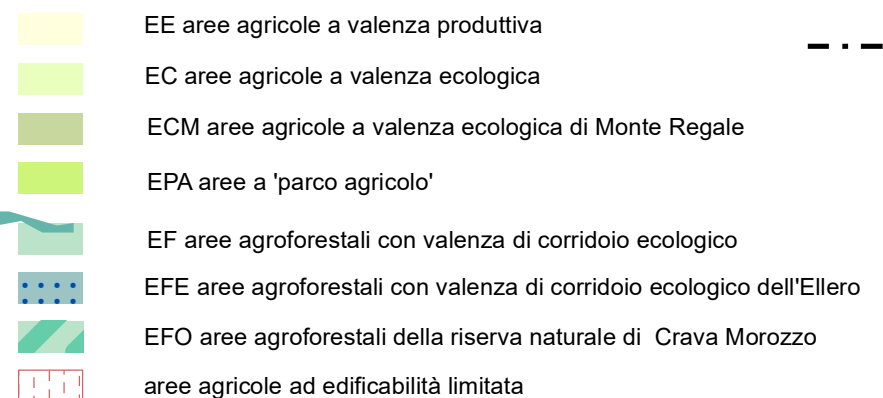 EE aree agricole a valenza produttiva
EC aree agricole a valenza ecologica
ECM aree agricole a valenza ecologica di Monte Regale
EPA aree a 'parco agricolo'
EF aree agroforestali con valenza di corridoio ecologico
EFE aree agroforestali con valenza di corridoio ecologico dell'Ellero
EFO aree agroforestali della riserva naturale di  Crava Morozzo
aree agricole ad edificabilità limitata